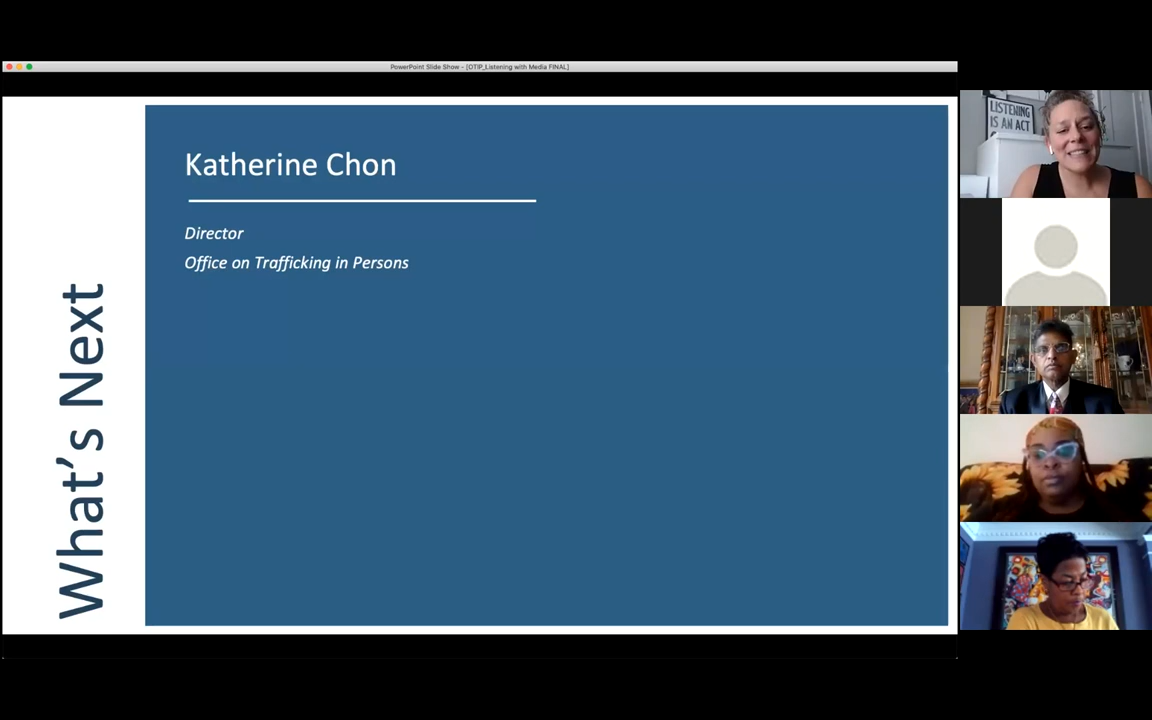 PowerPoint Slide Show - [OTIP_Listening with Media FINAL]
What's Next
Katherine Chon
Director
Office on Trafficking in Persons
LISTENING
IS AN ACT